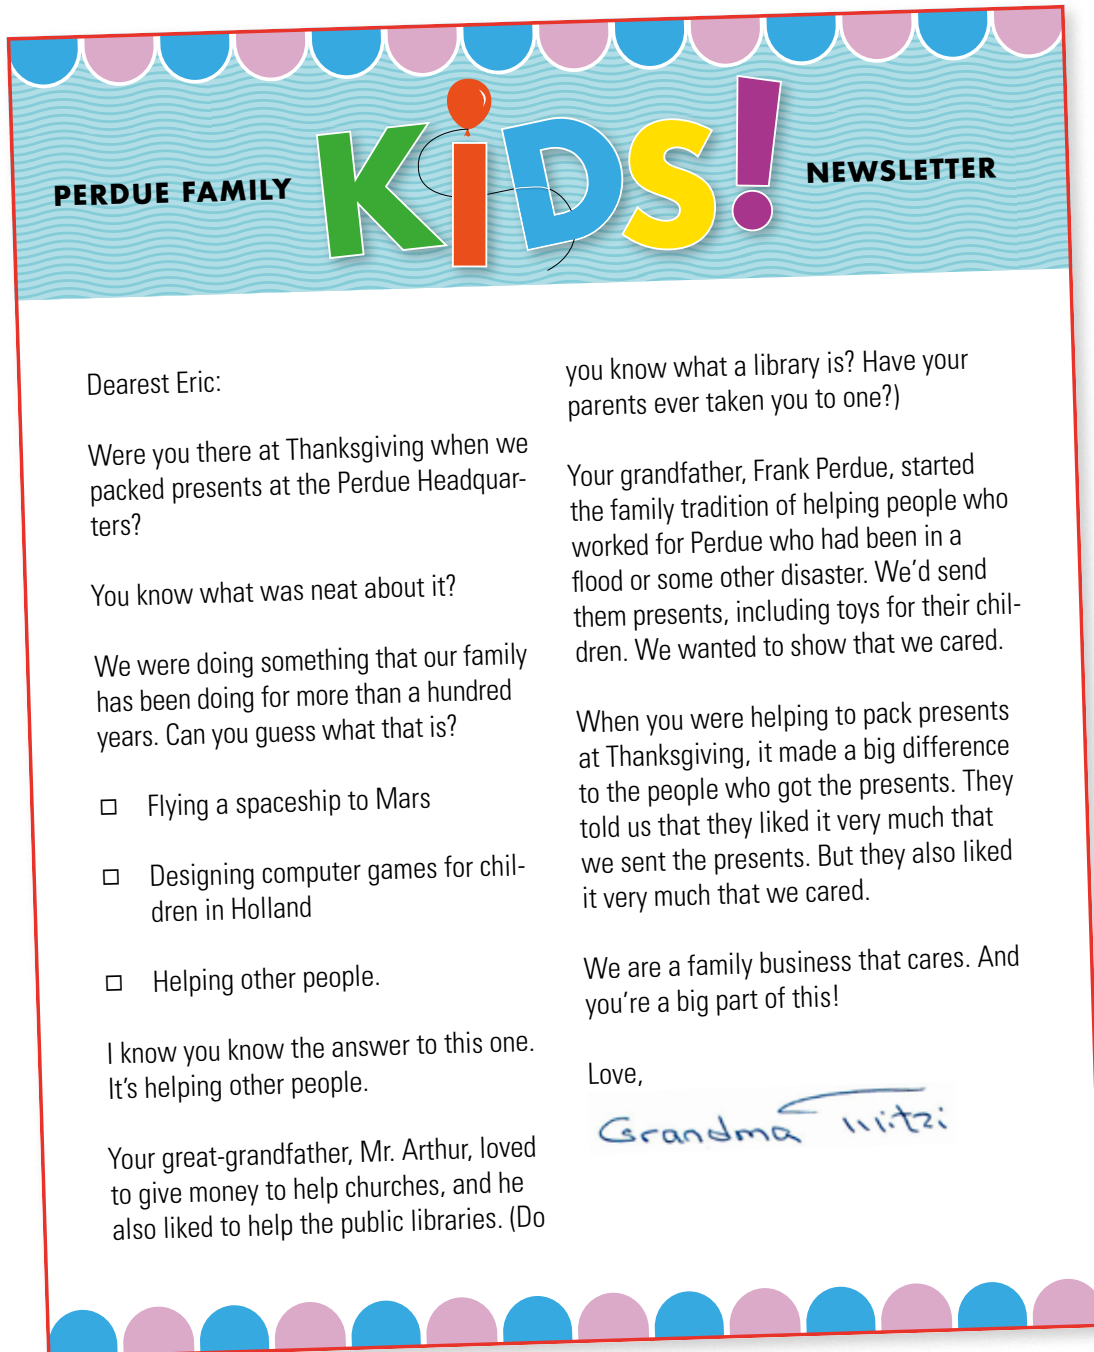 PERDUE FAMILY
KiDS!
NEWSLETTER
Dearest Eric:
Were you there at Thanksgiving when we
packed presents at the Perdue Headquar-
ters?
You know what was neat about it?
We were doing something that our family
has been doing for more than a hundred
years. Can you guess what that is?
Flying a spaceship to Mars
Designing computer games for chil-
dren in Holland
Helping other people.
I know you know the answer to this one.
It's helping other people.
Your great-grandfather, Mr. Arthur, loved
to give money to help churches, and he
also liked to help the public libraries. (Do
you know what a library is? Have your
parents ever taken you to one?)
Your grandfather, Frank Perdue, started
the family tradition of helping people who
worked for Perdue who had been in a
flood or some other disaster. We'd send
them presents, including toys for their chil-
dren. We wanted to show that we cared.
When you were helping to pack presents
at Thanksgiving, it made a big difference
to the people who got the presents. They
told us that they liked it very much that
we sent the presents. But they also liked
it very much that we cared.
We are a family business that cares. And
you're a big part of this!
Love,
Grandma Mitzi